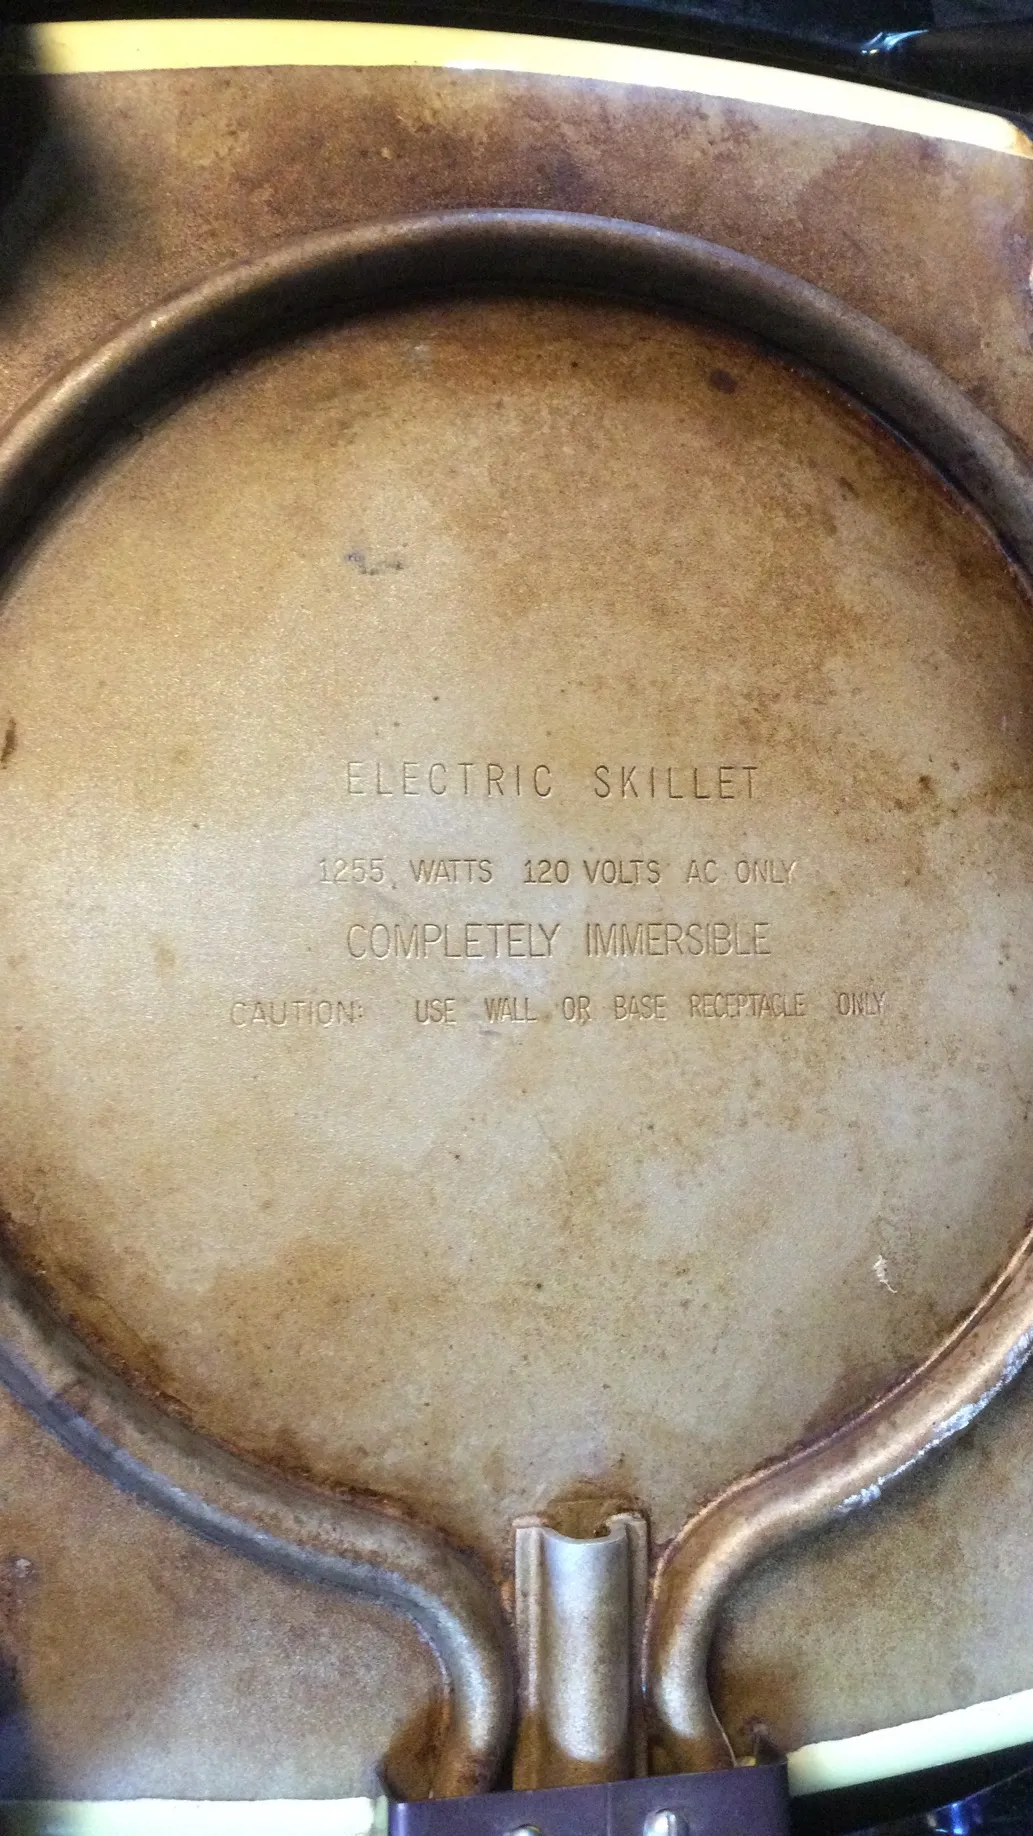 ELECTRIC SKILLET
1255 WATTS 120 VOLTS AC ONLY
COMPLETELY IMMERSIBLE
CAUTION: USE WALL OR BASE RECEPTACLE ONLY